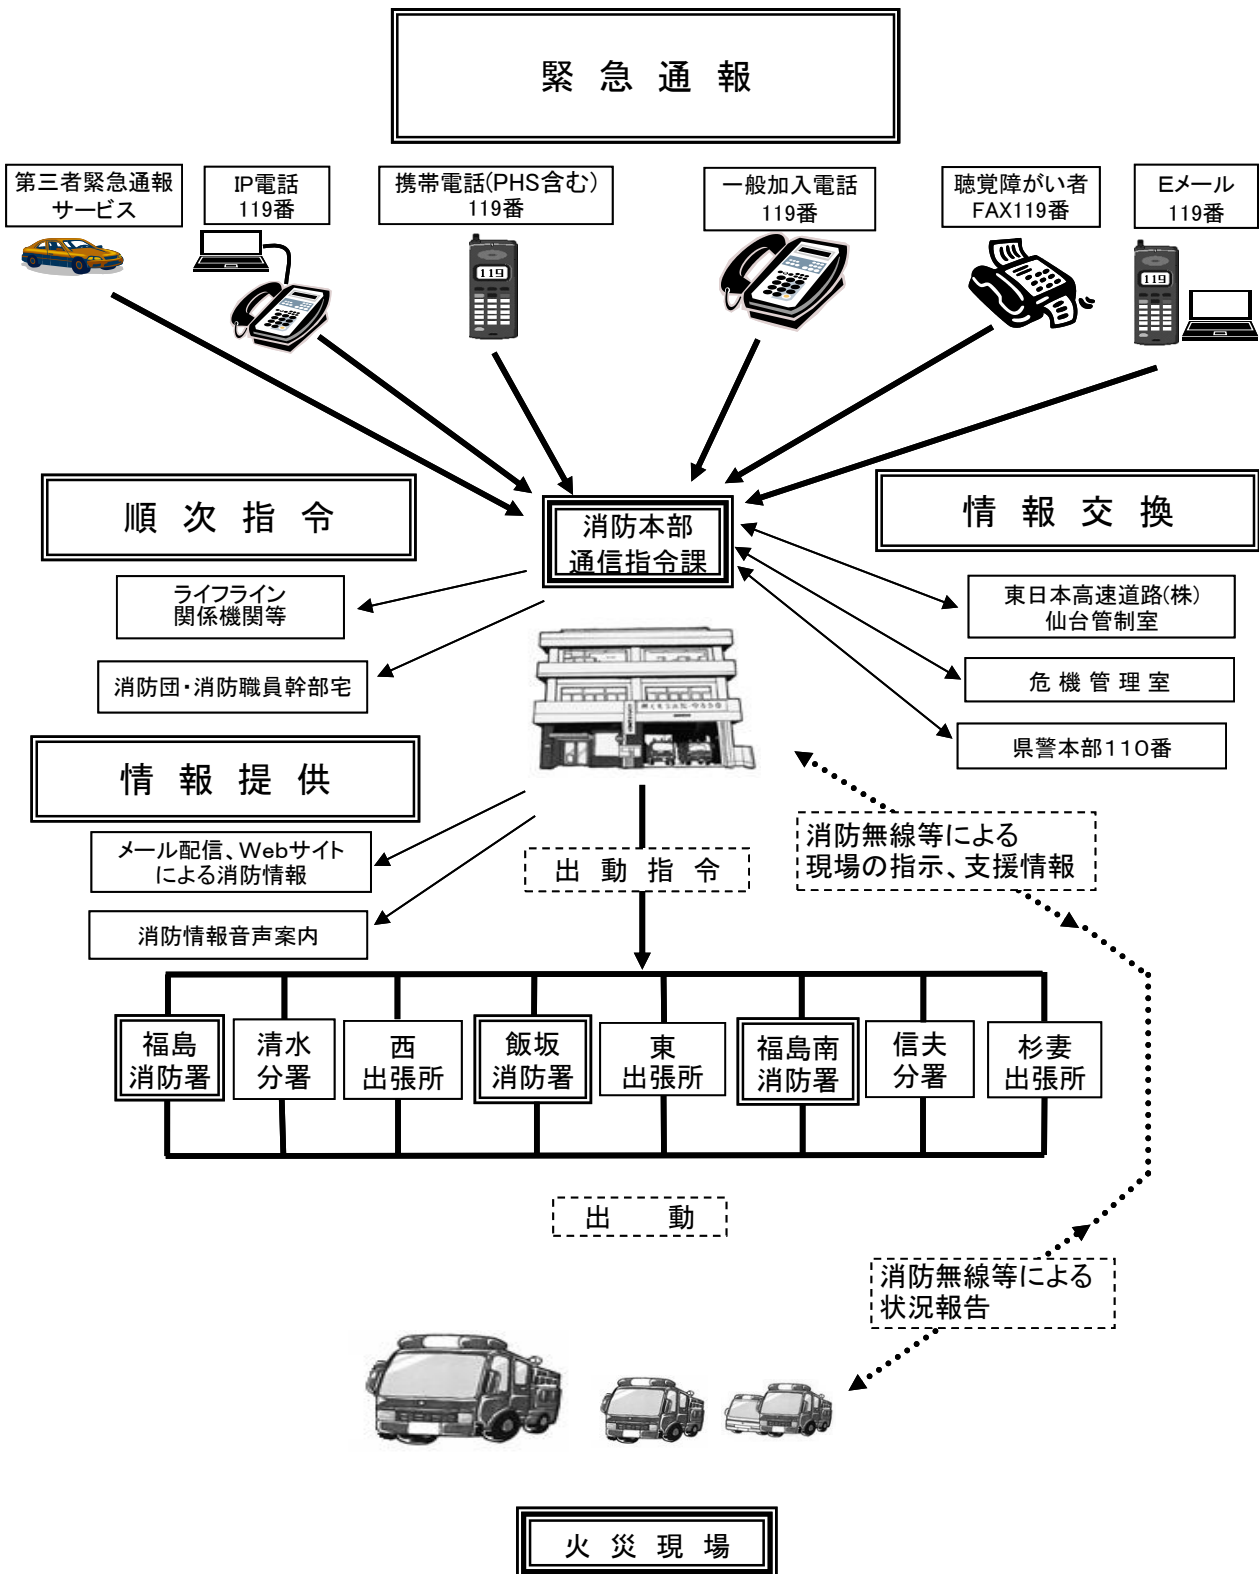 緊急通報
第三者緊急通報
サービス
IP電話
119番
携帯電話(PHS含む)
119番
一般加入電話
119番
聴覚障がい者
FAX119番
Eメール
119番
119
119
順次指令
消防本部
通信指令課
情報交換
ライフライン
関係機関等
消防団・消防職員幹部宅
東日本高速道路(株)
仙台管制室
危機管理室
県警本部110番
情報提供
メール配信、Webサイト
による消防情報
消防情報音声案内
出動指令
消防無線等による
現場の指示、支援情報
福島
消防署
清水
分署
西
出張所
飯坂
消防署
東
出張所
福島南
消防署
信夫
分署
杉妻
出張所
出動
消防無線等による
状況報告
火災現場